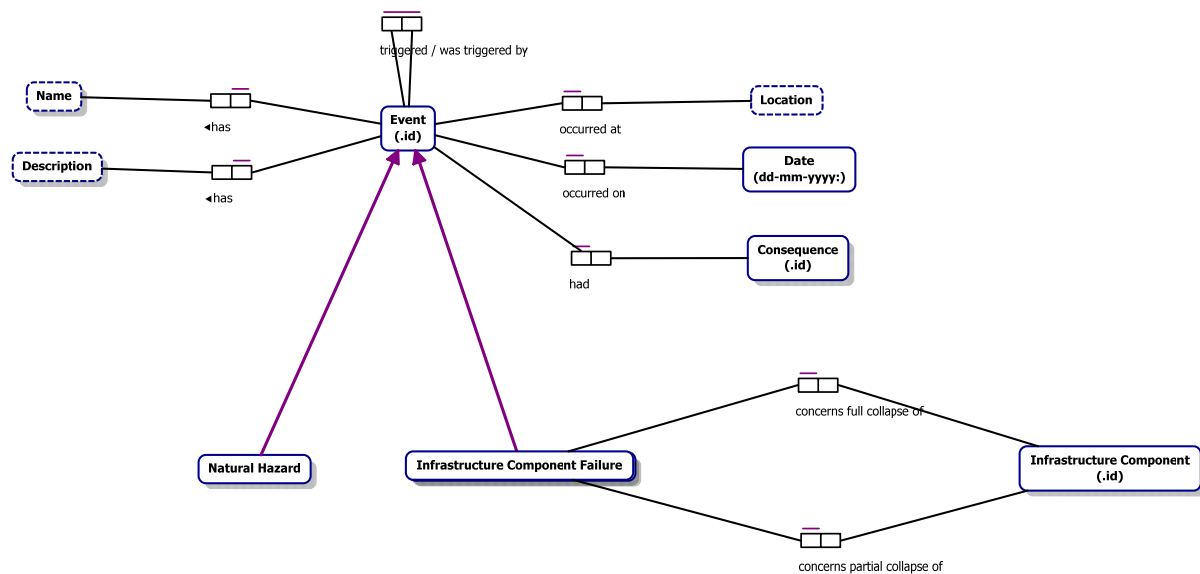 triggered / was triggered by
Name
◄has
Event
(.id)
occurred at
Location
Description
◄has
occurred on
Date
(dd-mm-yyyy:)
had
Consequence
(.id)
concerns full collapse of
Natural Hazard
Infrastructure Component Failure
Infrastructure Component
(.id)
concerns partial collapse of